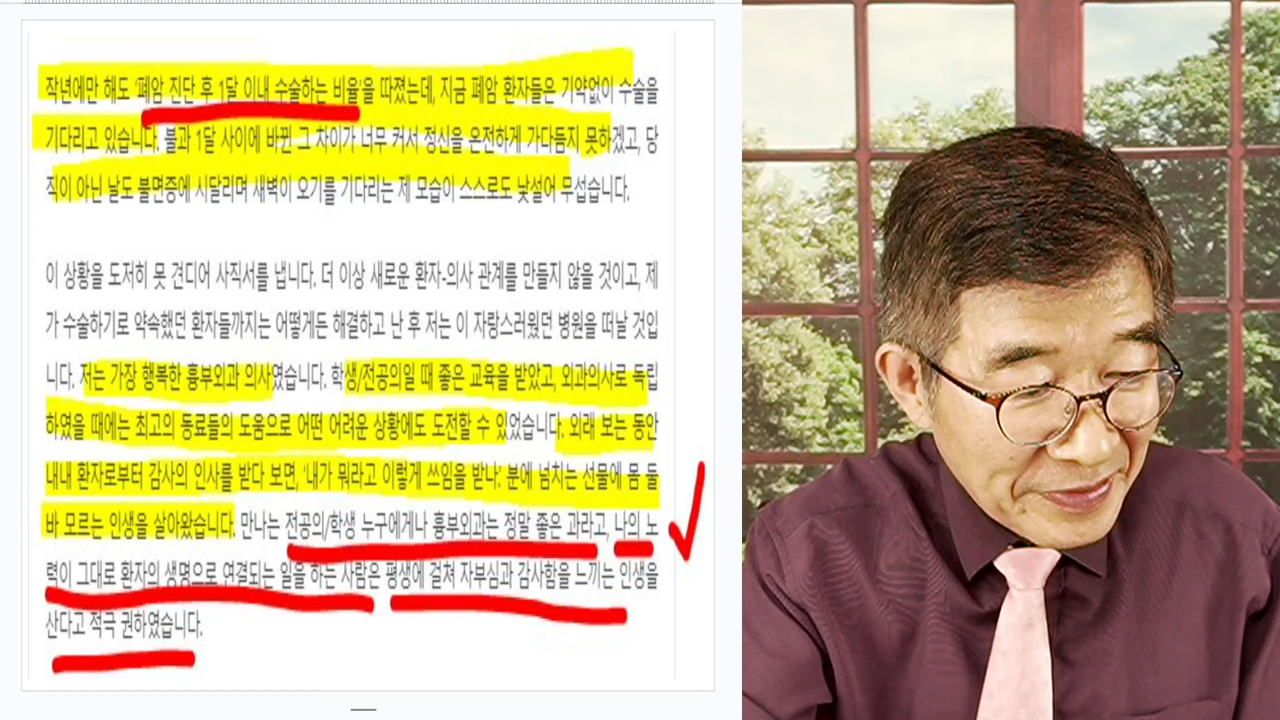 작년에만 해도 '폐암 진단 후 1달 이내 수술하는 비율'을 따졌는데, 지금 폐암 환자들은 기약없이 수술을
기다리고 있습니다. 불과 1달 사이에 바뀐 그 차이가 너무 커서 정신을 온전하게 가다듬지 못하겠고, 당
직이 아닌 날도 불면증에 시달리며 새벽이 오기를 기다리는 제 모습이 스스로도 낯설어 무섭습니다.
이 상황을 도저히 못 견디어 사직서를 냅니다. 더 이상 새로운 환자-의사 관계를 만들지 않을 것이고, 제
가 수술하기로 약속했던 환자들까지는 어떻게든 해결하고 난 후 저는 이 자랑스러웠던 병원을 떠날 것입
니다. 저는 가장 행복한 흉부외과 의사였습니다. 학생/전공의일 때 좋은 교육을 받았고, 외과의사로 독립
하였을 때에는 최고의 동료들의 도움으로 어떤 어려운 상황에도 도전할 수 있었습니다. 외래 보는 동안
내내 환자로부터 감사의 인사를 받다 보면, '내가 뭐라고 이렇게 쓰임을 받나.' 분에 넘치는 선물에 몸 둘
바 모르는 인생을 살아왔습니다. 만나는 전공의/학생 누구에게나 흉부외과는 정말 좋은 과라고, 나의 노
력이 그대로 환자의 생명으로 연결되는 일을 하는 사람은 평생에 걸쳐 자부심과 감사함을 느끼는 인생을
산다고 적극 권하였습니다.